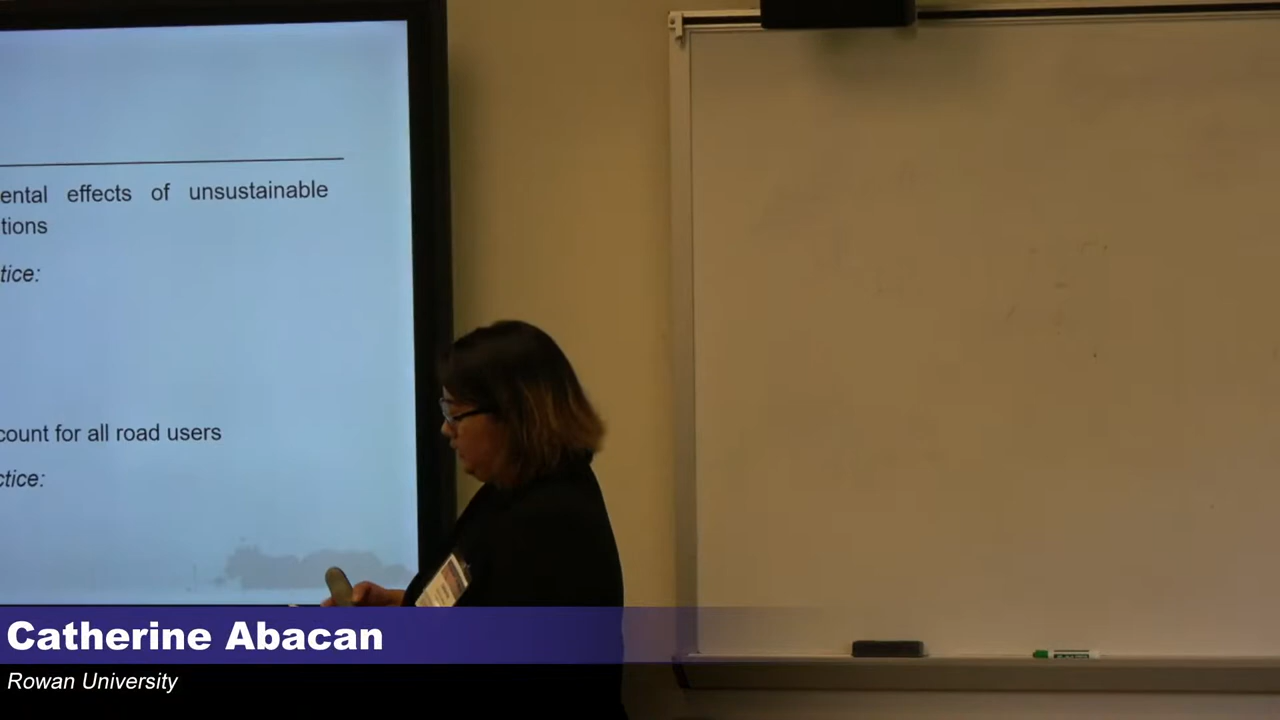 ental effects of unsustainable
tions
tice:
count for all road users
ctice:
Catherine Abacan
Rowan University